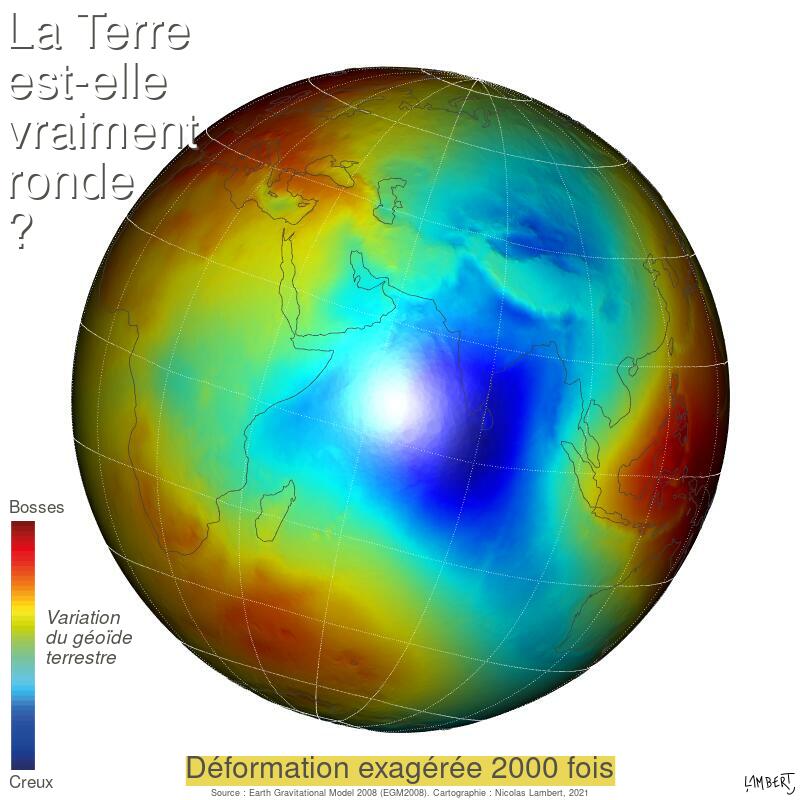 La Terre
est-elle
vraiment
ronde
?
Bosses
Variation
du géoïde
terrestre
Creux
Déformation exagérée 2000 fois
Source : Earth Gravitational Model 2008 (EGM2008). Cartographie : Nicolas Lambert, 2021
LAMBERT